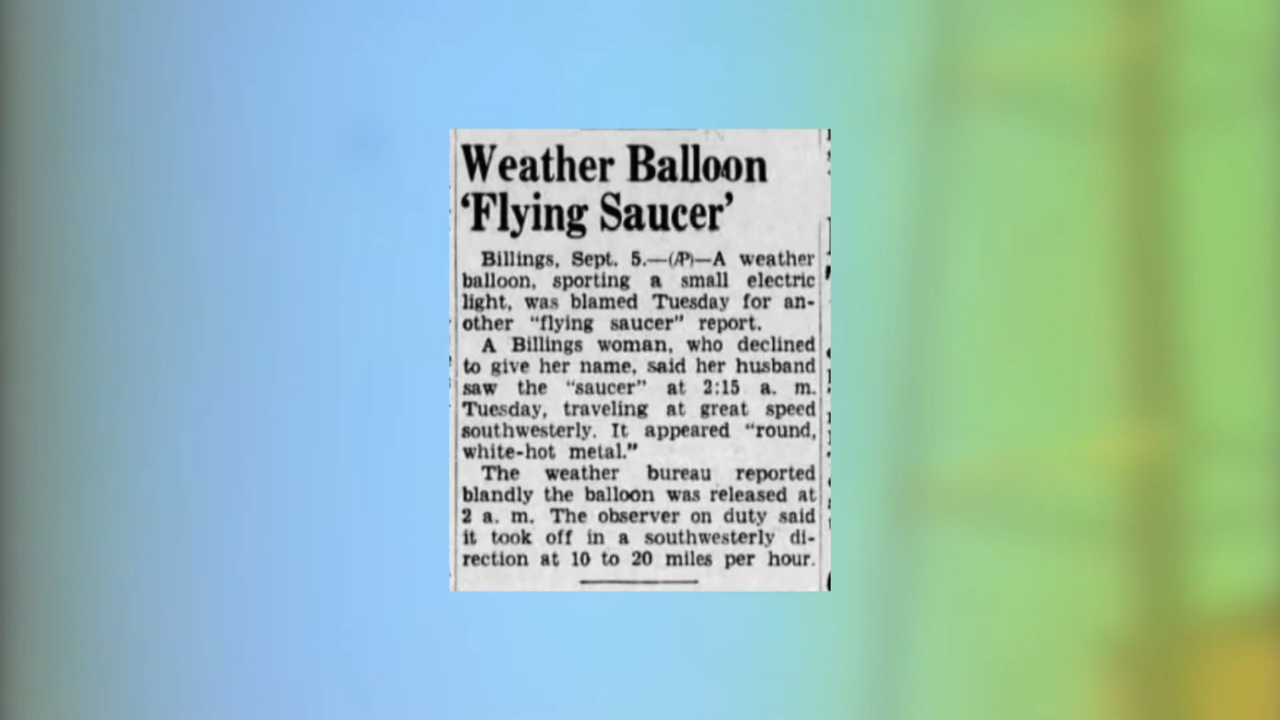 Weather Balloon
‘Flying Saucer’
Billings, Sept. 5.—(AP)—A weather
balloon, sporting a small electric
light, was blamed Tuesday for an-
other “flying saucer” report.
A Billings woman, who declined
to give her name, said her husband
saw the “saucer” at 2:15 a. m.
Tuesday, traveling at great speed
southwesterly. It appeared “round,
white-hot metal.”
The weather bureau reported
blandly the balloon was released at
2 a. m. The observer on duty said
it took off in a southwesterly di-
rection at 10 to 20 miles per hour.